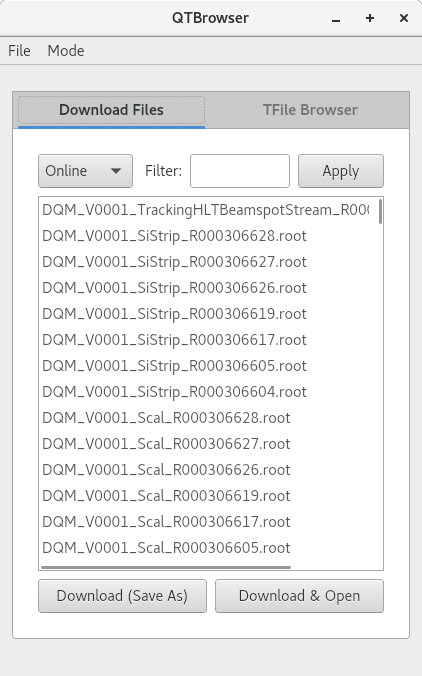 QTBrowser
File Mode
Download Files TFile Browser
Online Filter: Apply
DQM_V0001_TrackingHLTBeamspotStream_R000
DQM_V0001_SiStrip_R000306628.root
DQM_V0001_SiStrip_R000306627.root
DQM_V0001_SiStrip_R000306626.root
DQM_V0001_SiStrip_R000306619.root
DQM_V0001_SiStrip_R000306617.root
DQM_V0001_SiStrip_R000306605.root
DQM_V0001_SiStrip_R000306604.root
DQM_V0001_Scal_R000306628.root
DQM_V0001_Scal_R000306627.root
DQM_V0001_Scal_R000306626.root
DQM_V0001_Scal_R000306619.root
DQM_V0001_Scal_R000306617.root
DQM_V0001_Scal_R000306605.root
Download (Save As) Download & Open